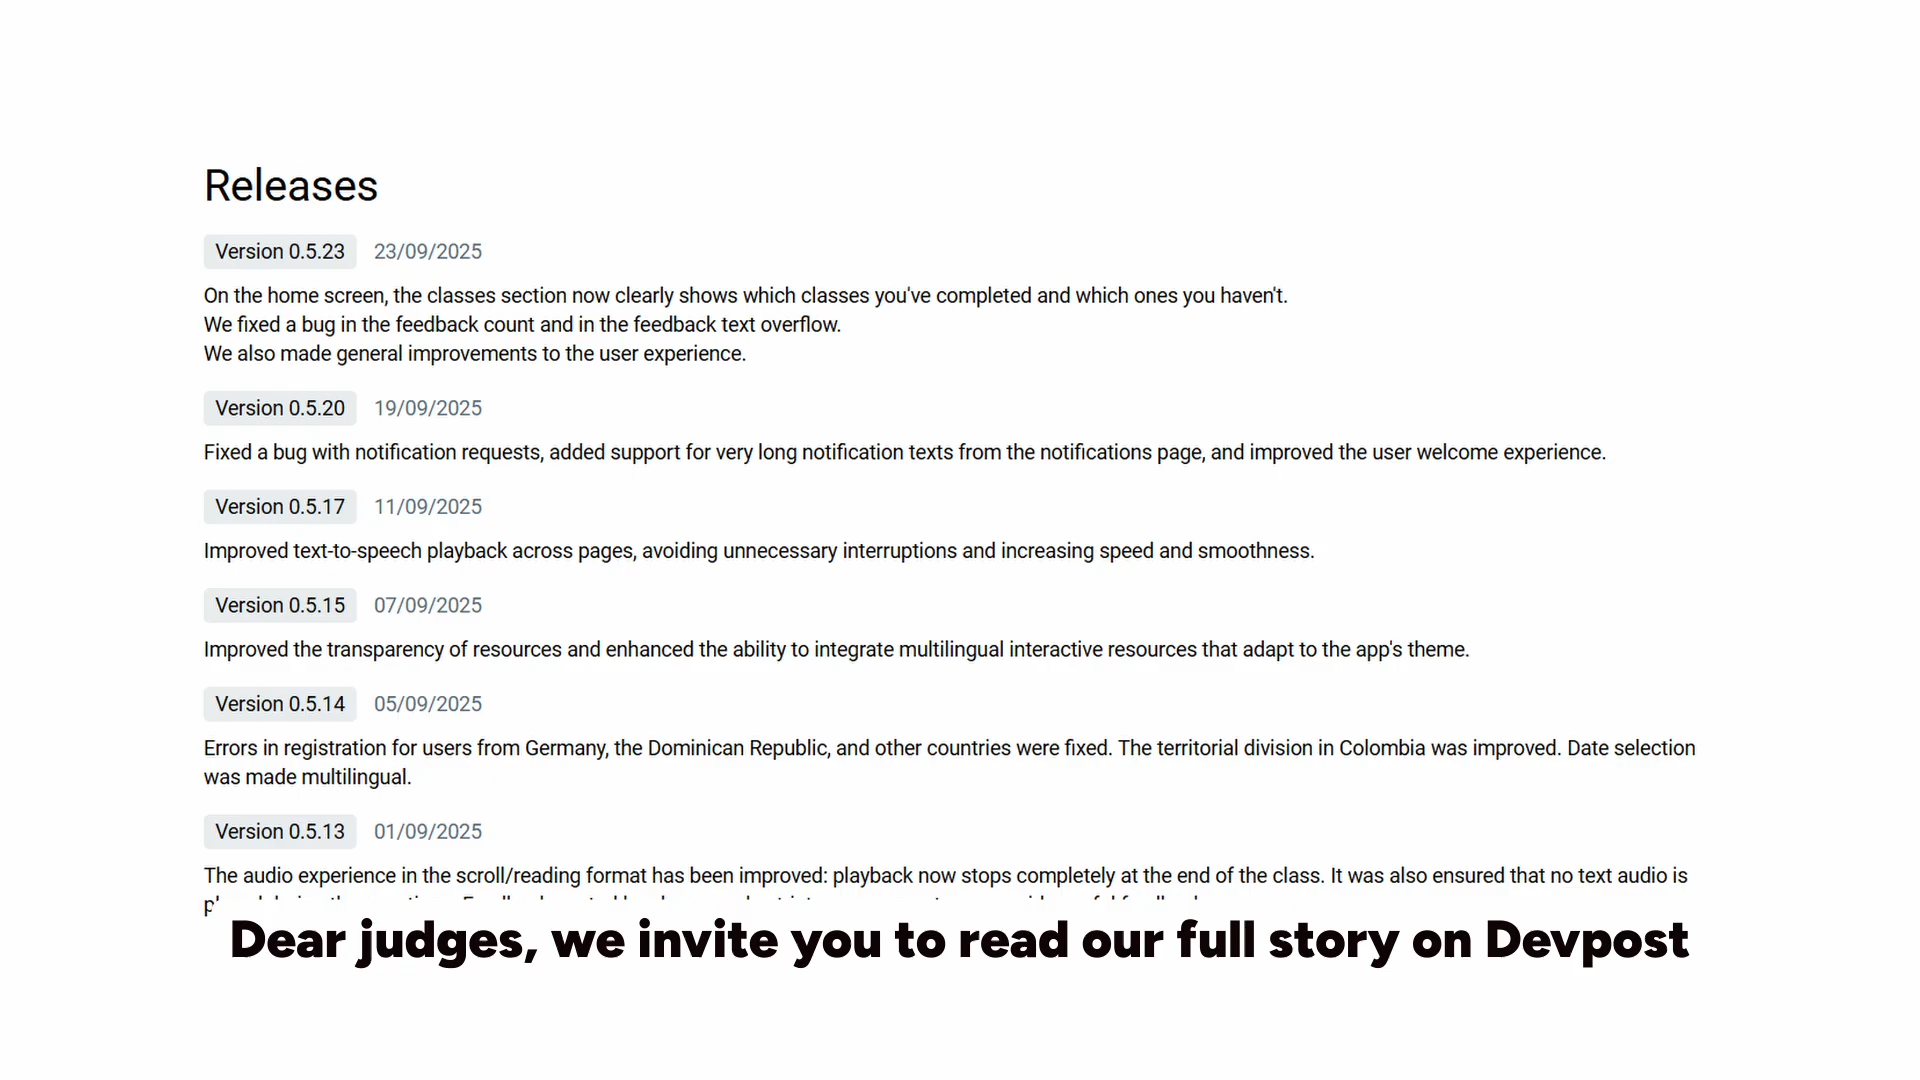 Releases
Version 0.5.23 23/09/2025
On the home screen, the classes section now clearly shows which classes you've completed and which ones you haven't.
We fixed a bug in the feedback count and in the feedback text overflow.
We also made general improvements to the user experience.
Version 0.5.20 19/09/2025
Fixed a bug with notification requests, added support for very long notification texts from the notifications page, and improved the user welcome experience.
Version 0.5.17 11/09/2025
Improved text-to-speech playback across pages, avoiding unnecessary interruptions and increasing speed and smoothness.
Version 0.5.15 07/09/2025
Improved the transparency of resources and enhanced the ability to integrate multilingual interactive resources that adapt to the app's theme.
Version 0.5.14 05/09/2025
Errors in registration for users from Germany, the Dominican Republic, and other countries were fixed. The territorial division in Colombia was improved. Date selection
was made multilingual.
Version 0.5.13 01/09/2025
The audio experience in the scroll/reading format has been improved: playback now stops completely at the end of the class. It was also ensured that no text audio is
Dear judges, we invite you to read our full story on Devpost